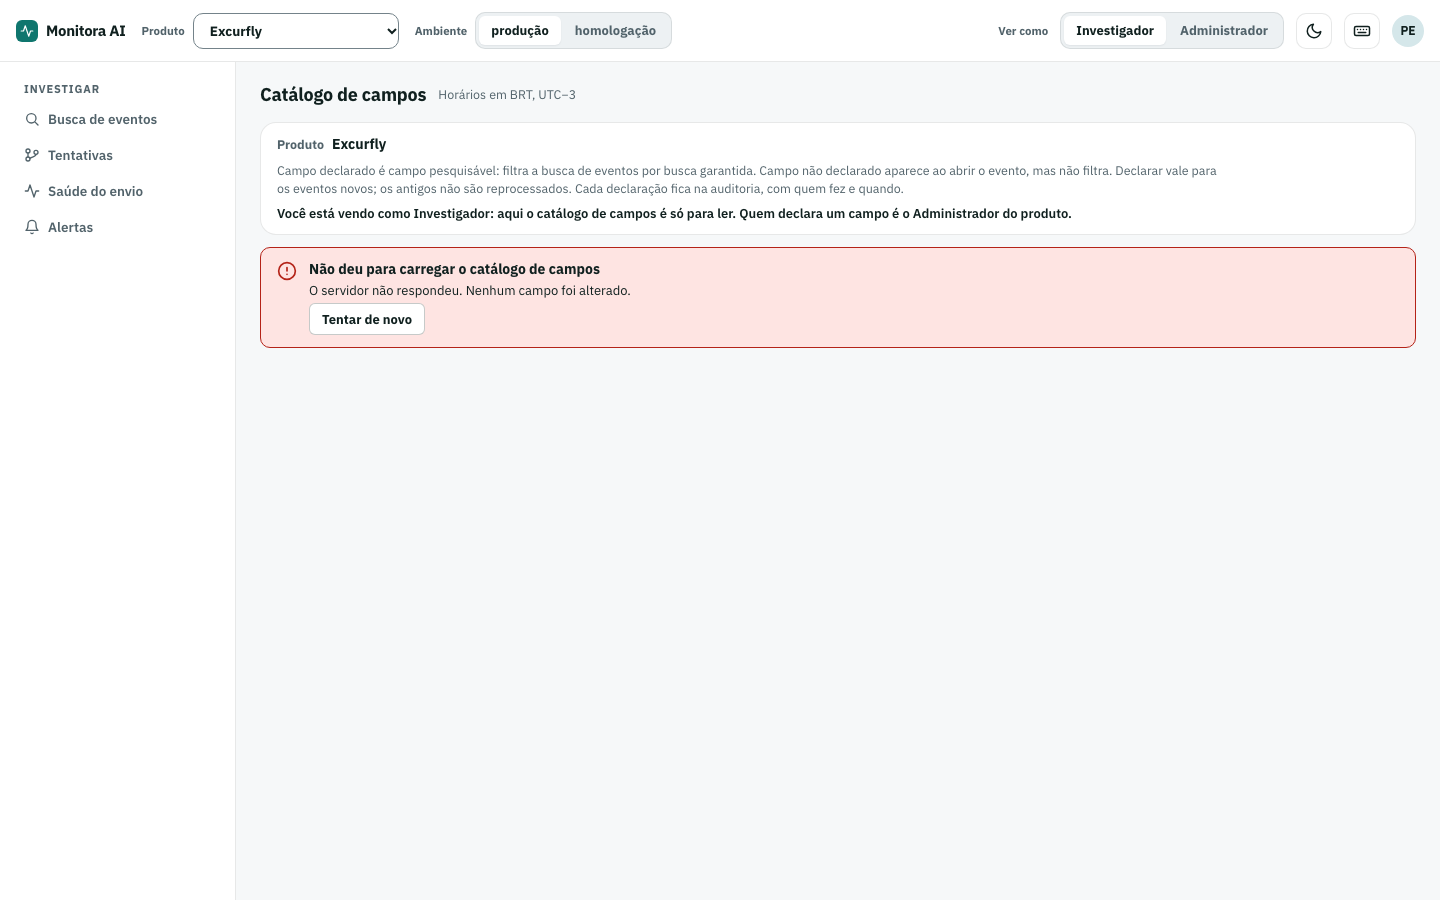 Monitora AI
Produto
Excurfly
Ambiente
produção
homologação
Ver como
Investigador
Administrador
PE
INVESTIGAR
Busca de eventos
Tentativas
Saúde do envio
Alertas
Catálogo de campos
Horários em BRT, UTC−3
Produto Excurfly
Campo declarado é campo pesquisável: filtra a busca de eventos por busca garantida. Campo não declarado aparece ao abrir o evento, mas não filtra. Declarar vale para
os eventos novos; os antigos não são reprocessados. Cada declaração fica na auditoria, com quem fez e quando.
Você está vendo como Investigador: aqui o catálogo de campos é só para ler. Quem declara um campo é o Administrador do produto.
Não deu para carregar o catálogo de campos
O servidor não respondeu. Nenhum campo foi alterado.
Tentar de novo